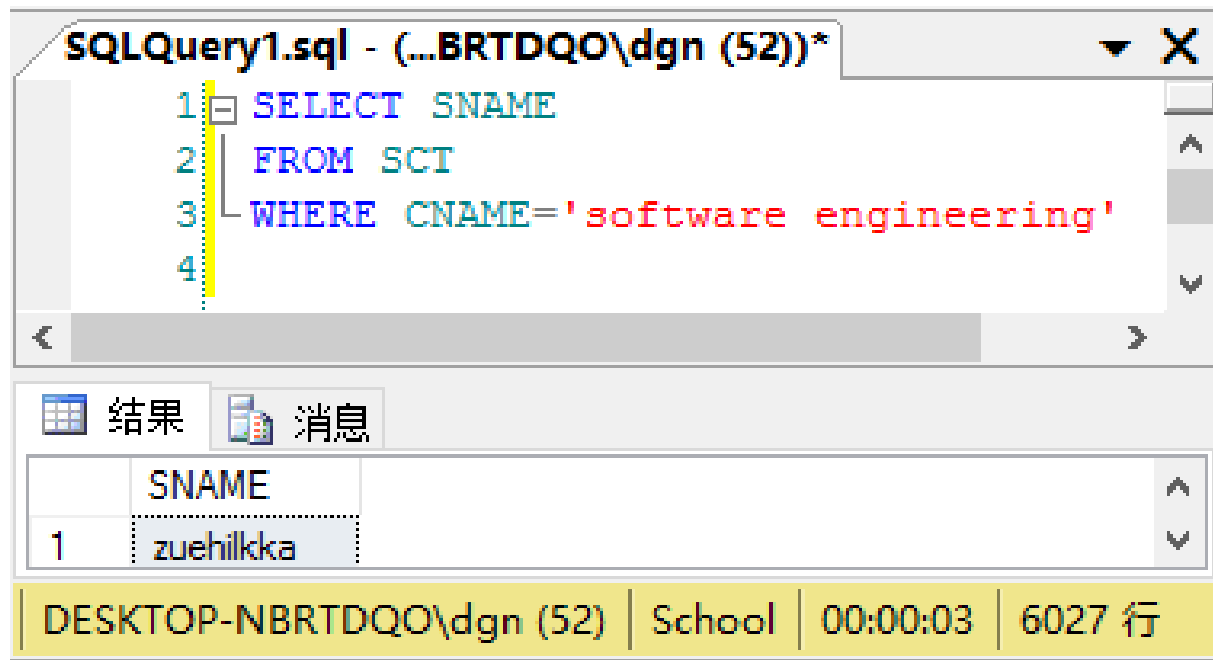 SQLQuery1.sql - (...BRTDQO\dgn (52))*
1 SELECT SNAME
2 FROM SCT
3 WHERE CNAME='software engineering'
4
结果 消息
SNAME
1 zuehilkka
DESKTOP-NBRTDQO\dgn (52) School 00:00:03 6027 行